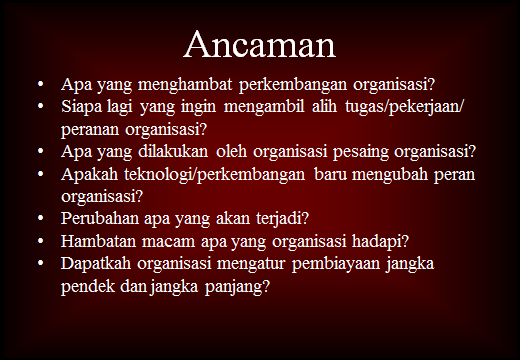 Ancaman
• Apa yang menghambat perkembangan organisasi?
• Siapa lagi yang ingin mengambil alih tugas/pekerjaan/
peranan organisasi?
• Apa yang dilakukan oleh organisasi pesaing organisasi?
• Apakah teknologi/perkembangan baru mengubah peran
organisasi?
• Perubahan apa yang akan terjadi?
• Hambatan macam apa yang organisasi hadapi?
• Dapatkah organisasi mengatur pembiayaan jangka
pendek dan jangka panjang?